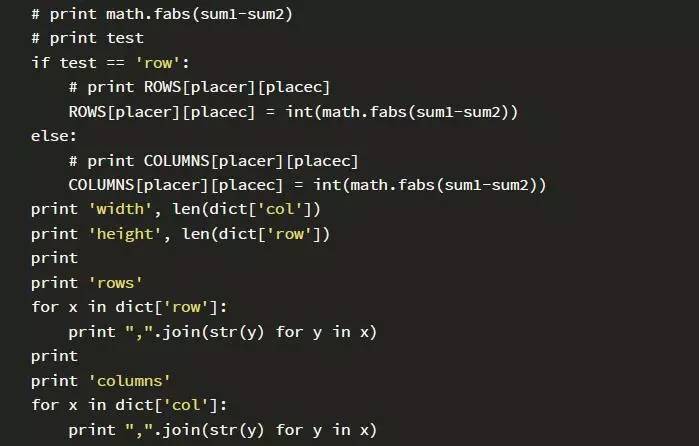 # print math.fabs(sum1-sum2)
# print test
if test == 'row':
# print ROWS[placer][placec]
ROWS[placer][placec] = int(math.fabs(sum1-sum2))
else:
# print COLUMNS[placer][placec]
COLUMNS[placer][placec] = int(math.fabs(sum1-sum2))
print 'width', len(dict['col'])
print 'height', len(dict['row'])
print
print 'rows'
for x in dict['row']:
print ",".join(str(y) for y in x)
print
print 'columns'
for x in dict['col']:
print ",".join(str(y) for y in x)